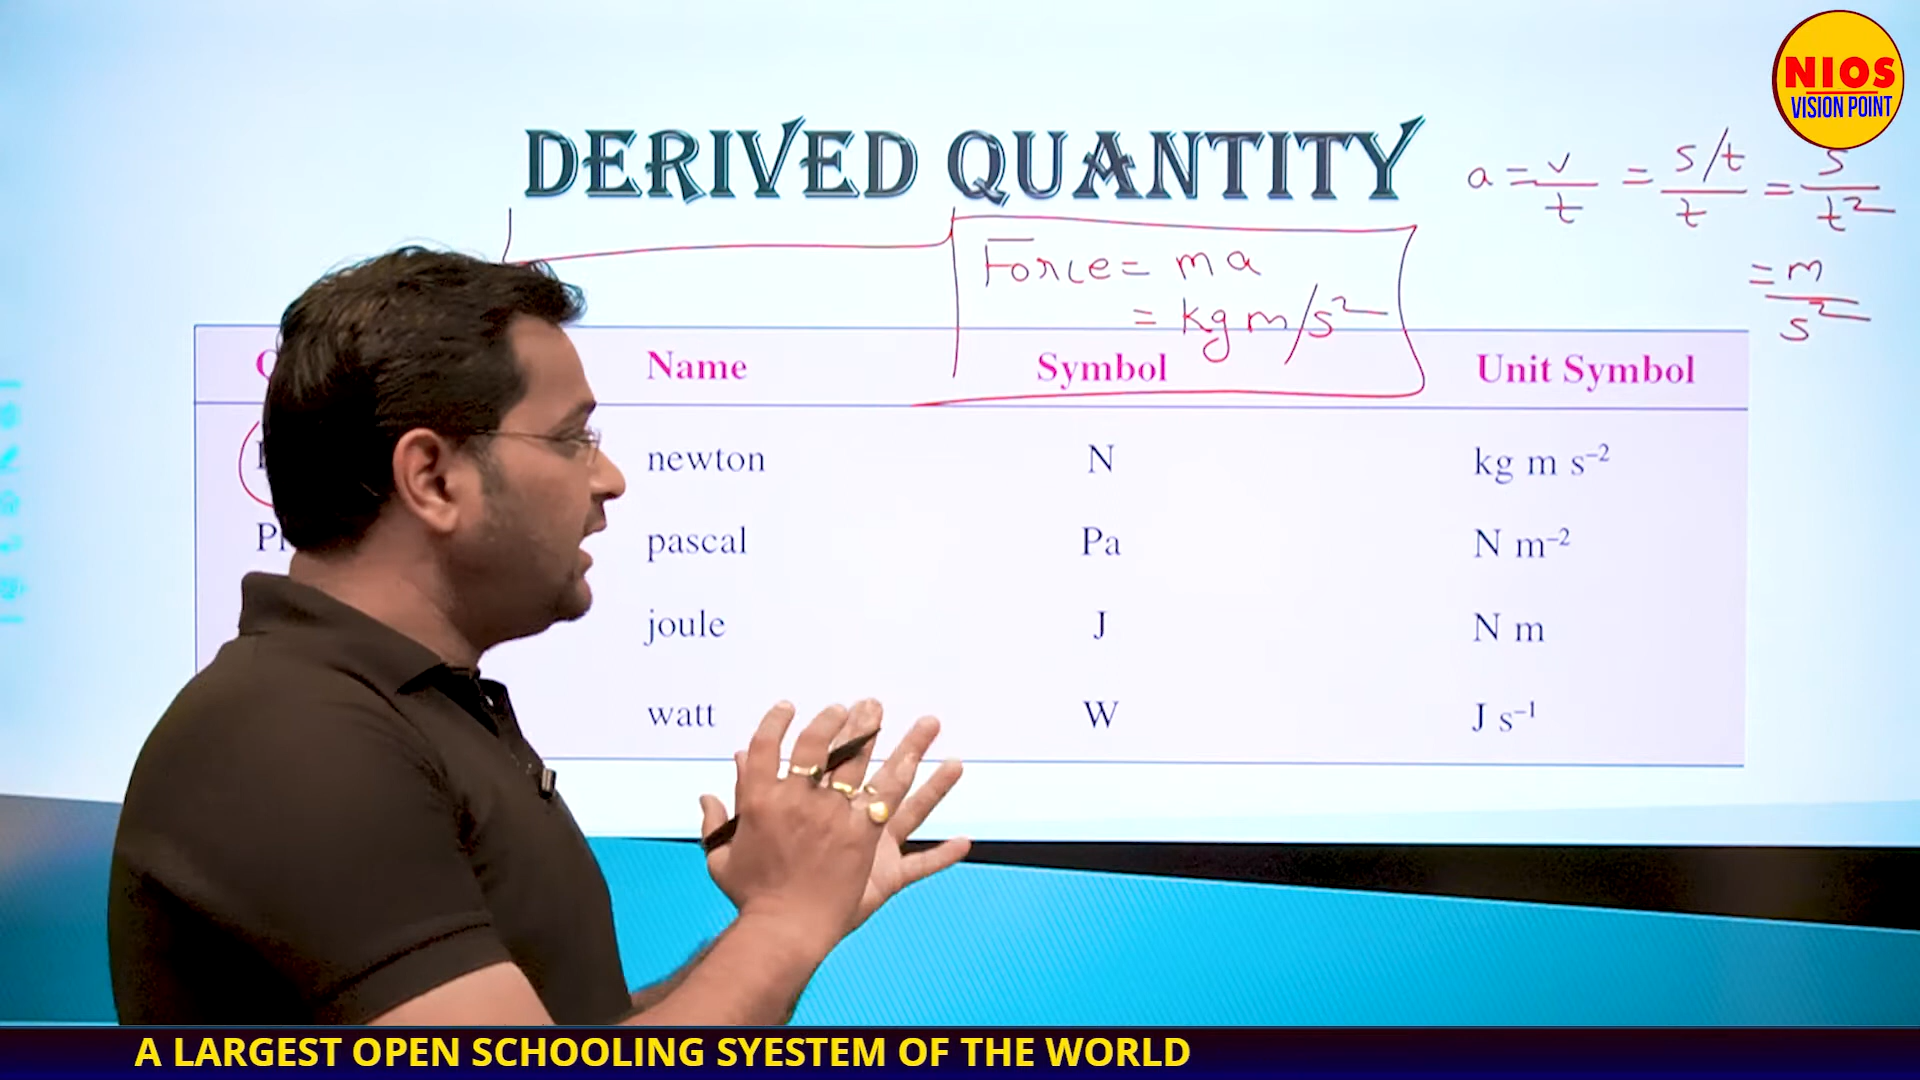 NIOS
VISION POINT
DERIVED QUANTITY
a = v/t = s/t/t = s/t²
= m/s²
Force = ma
= kg m/s²
Name Symbol Unit Symbol
newton N kg m s⁻²
pascal Pa N m⁻²
joule J N m
watt W J s⁻¹
A LARGEST OPEN SCHOOLING SYESTEM OF THE WORLD